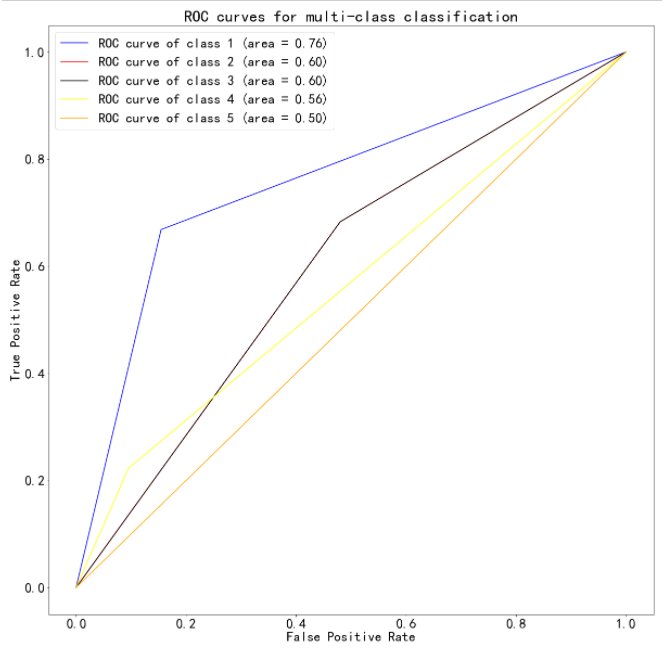 ROC curves for multi-class classification
ROC curve of class 1 (area = 0.76)
ROC curve of class 2 (area = 0.60)
ROC curve of class 3 (area = 0.60)
ROC curve of class 4 (area = 0.56)
ROC curve of class 5 (area = 0.50)
1.0
0.8
0.6
0.4
0.2
0.0
True Positive Rate
0.0 0.2 0.4 0.6 0.8 1.0
False Positive Rate